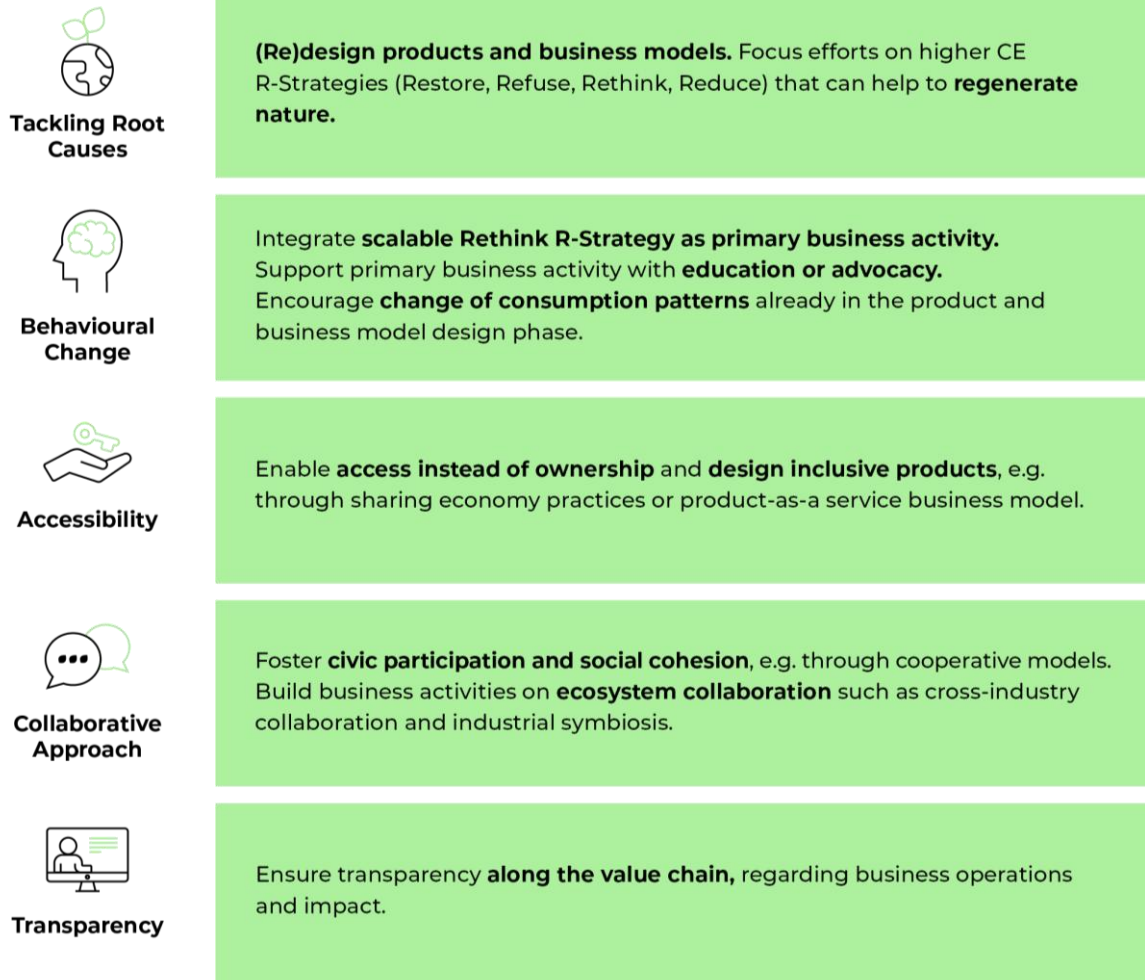 Tackling Root
Causes
(Re)design products and business models. Focus efforts on higher CE
R-Strategies (Restore, Refuse, Rethink, Reduce) that can help to regenerate
nature.
Behavioural
Change
Integrate scalable Rethink R-Strategy as primary business activity.
Support primary business activity with education or advocacy.
Encourage change of consumption patterns already in the product and
business model design phase.
Accessibility
Enable access instead of ownership and design inclusive products, e.g.
through sharing economy practices or product-as-a service business model.
Collaborative
Approach
Foster civic participation and social cohesion, e.g. through cooperative models.
Build business activities on ecosystem collaboration such as cross-industry
collaboration and industrial symbiosis.
Transparency
Ensure transparency along the value chain, regarding business operations
and impact.